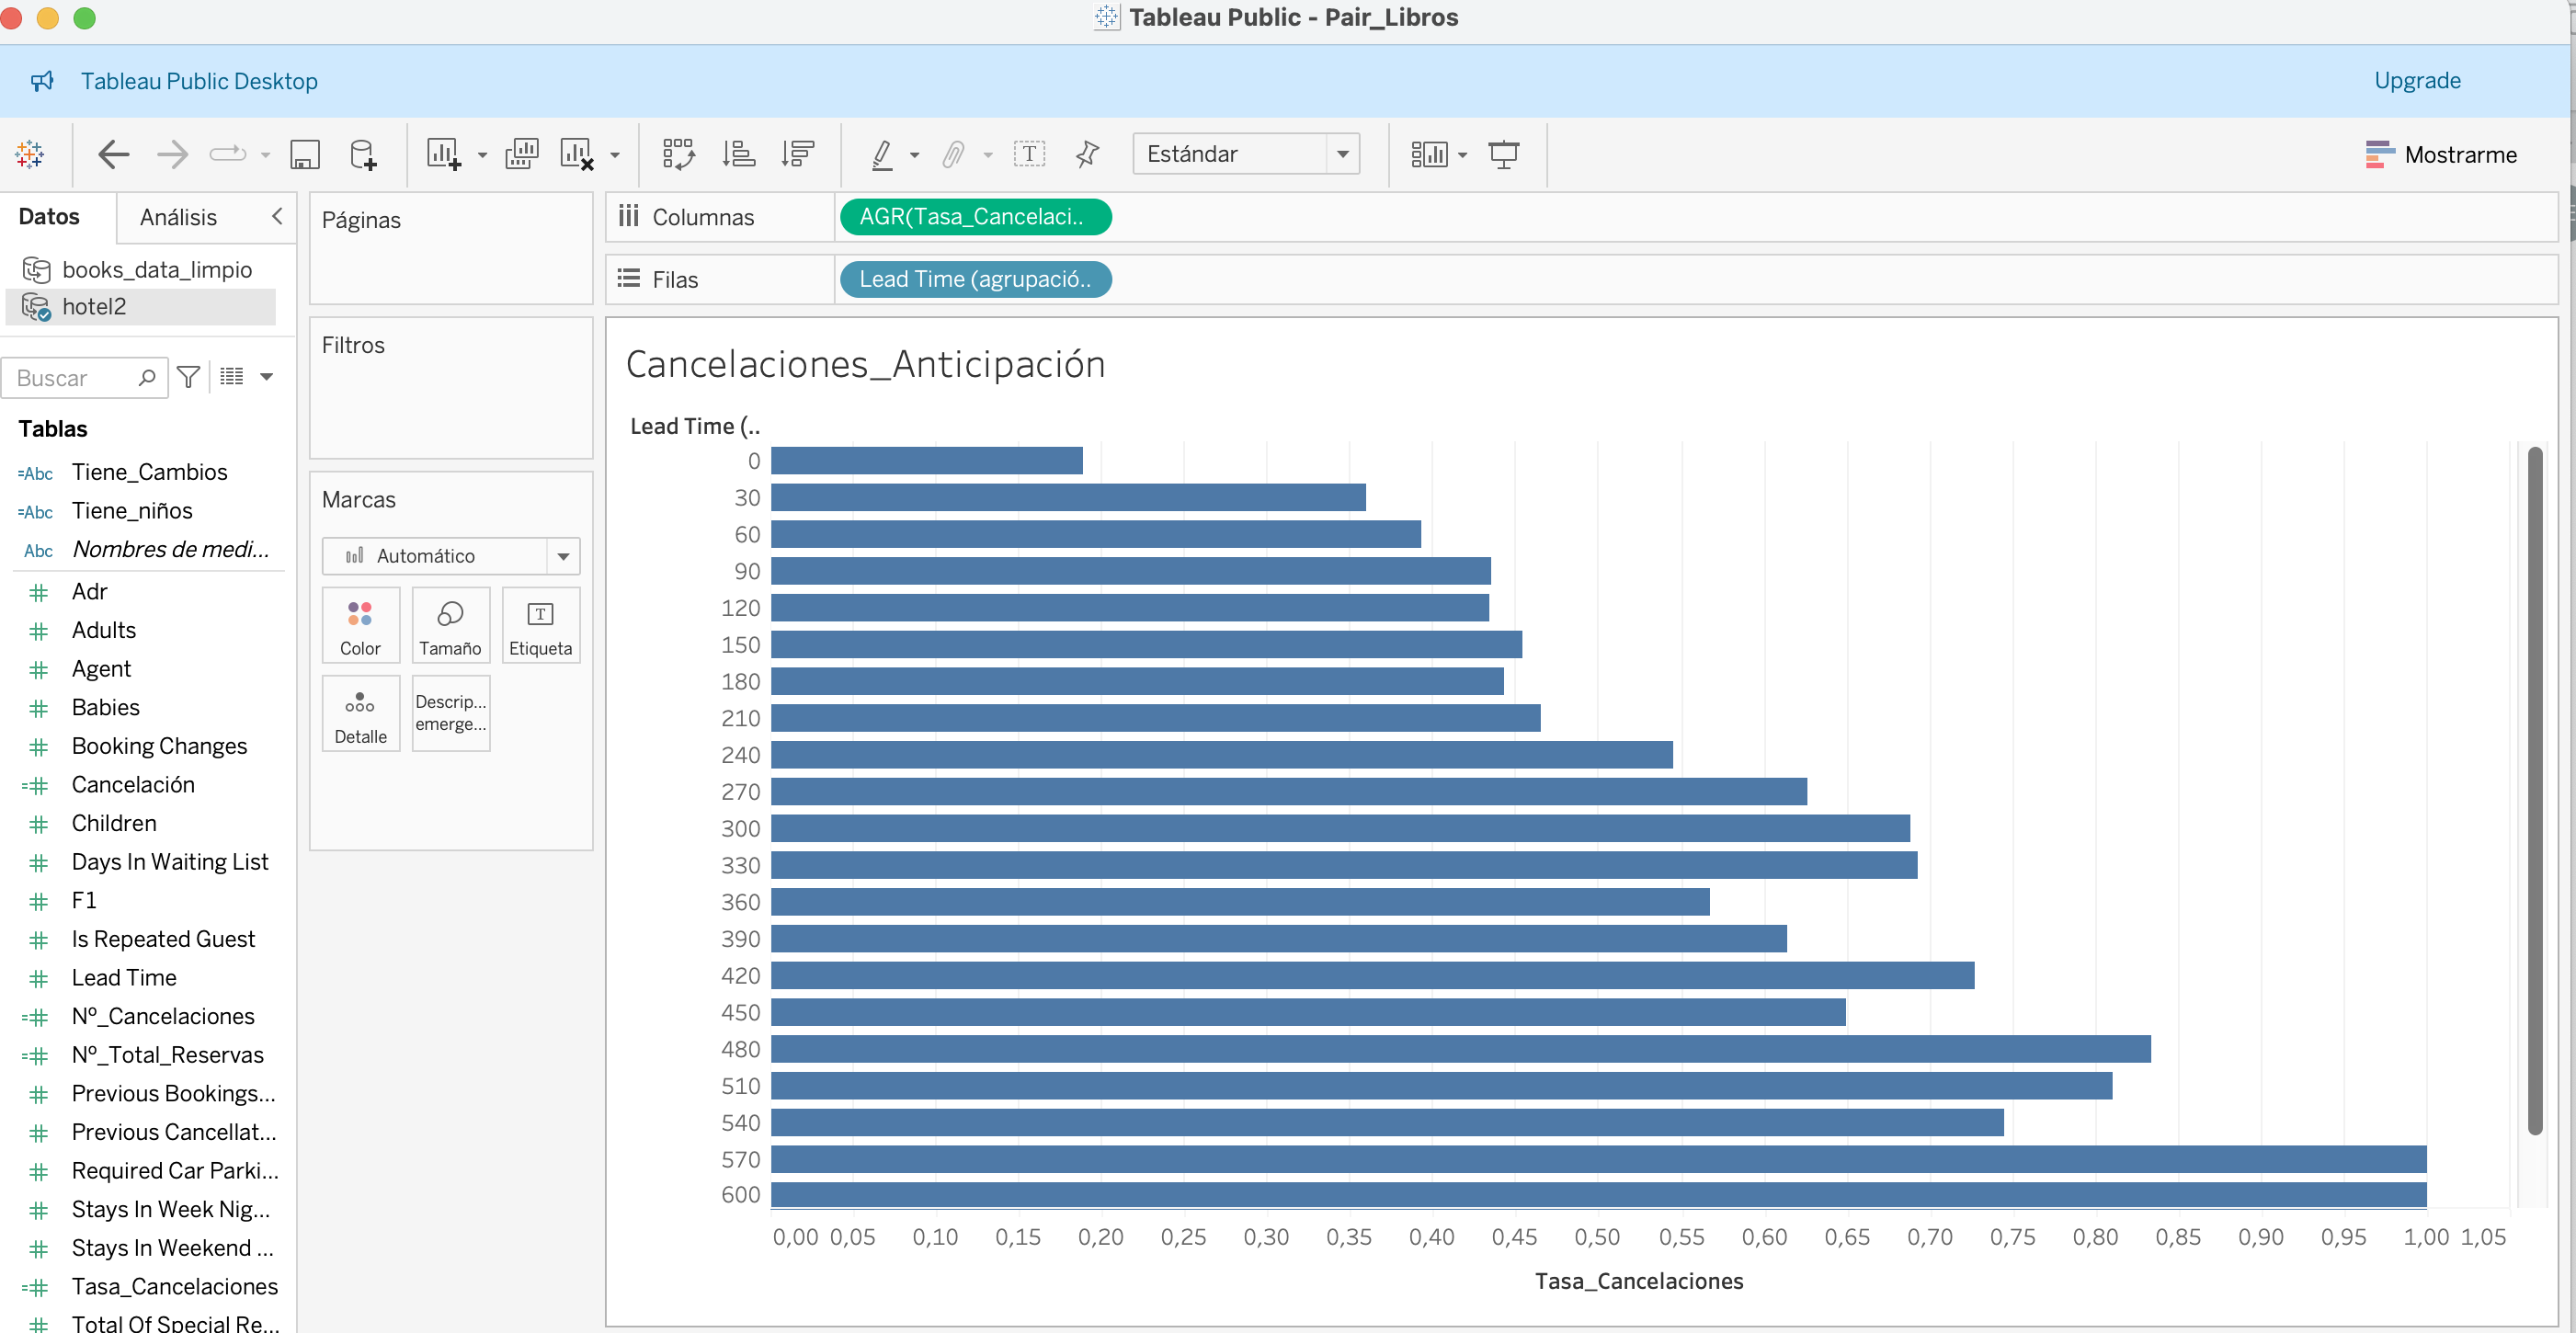 Tableau Public - Pair_Libros
Tableau Public Desktop
Upgrade
Estándar
Mostrarme
Datos
Análisis
books_data_limpio
hotel2
Buscar
Tablas
=Abc Tiene_Cambios
=Abc Tiene_niños
Abc Nombres de medi...
Adr
Adults
Agent
Babies
Booking Changes
Cancelación
Children
Days In Waiting List
F1
Is Repeated Guest
Lead Time
Nº_Cancelaciones
Nº_Total_Reservas
Previous Bookings...
Previous Cancellat...
Required Car Parki...
Stays In Week Nig...
Stays In Weekend ...
Tasa_Cancelaciones
Total Of Special Re...
Páginas
Filtros
Marcas
Automático
Color
Tamaño
T
Etiqueta
Detalle
Descrip...
emerge...
Columnas
AGR(Tasa_Cancelaci..
Filas
Lead Time (agrupació..
Cancelaciones_Anticipación
Lead Time (..
0
30
60
90
120
150
180
210
240
270
300
330
360
390
420
450
480
510
540
570
600
0,00 0,05 0,10 0,15 0,20 0,25 0,30 0,35 0,40 0,45 0,50 0,55 0,60 0,65 0,70 0,75 0,80 0,85 0,90 0,95 1,00 1,05
Tasa_Cancelaciones